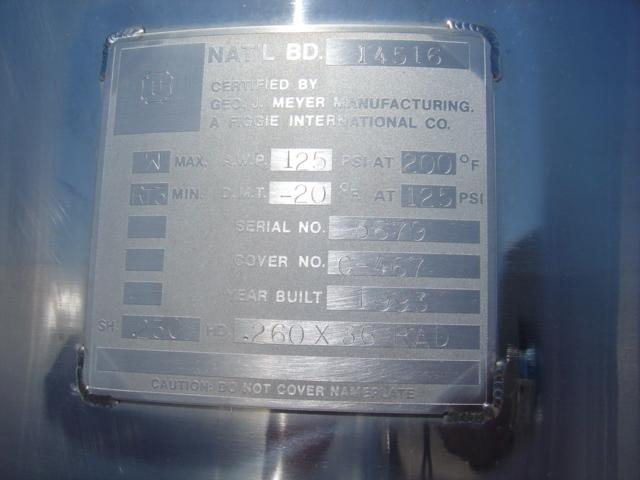 U NAT'L BD. 14516
CERTIFIED BY
GEO. J. MEYER MANUFACTURING.
A FIGGIE INTERNATIONAL CO.
W MAX. A.W.P. 125 PSI AT 200 °F
MIN. D.M.T. -20 °F. AT 125 PSI
SERIAL NO.
COVER NO. C-467
YEAR BUILT 1993
SH. .250 HD. .260 X 36 RAD
CAUTION: DO NOT COVER NAMEPLATE